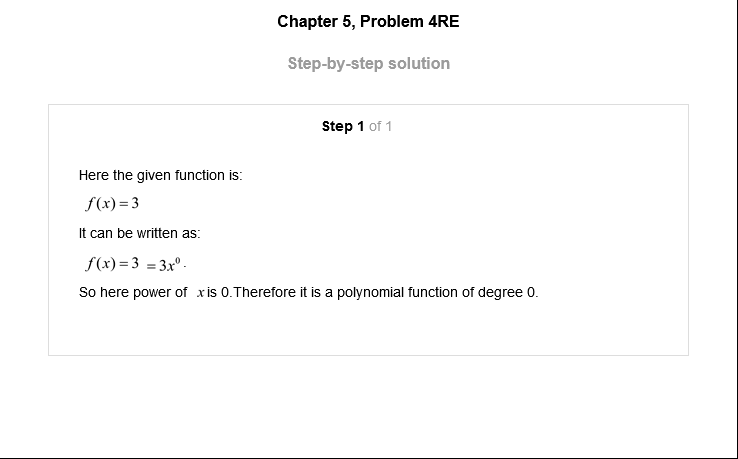 Chapter 5, Problem 4RE
Step-by-step solution
Step 1 of 1
Here the given function is:
f(x)=3
It can be written as:
f(x)=3 =3x⁰.
So here power of x is 0.Therefore it is a polynomial function of degree 0.